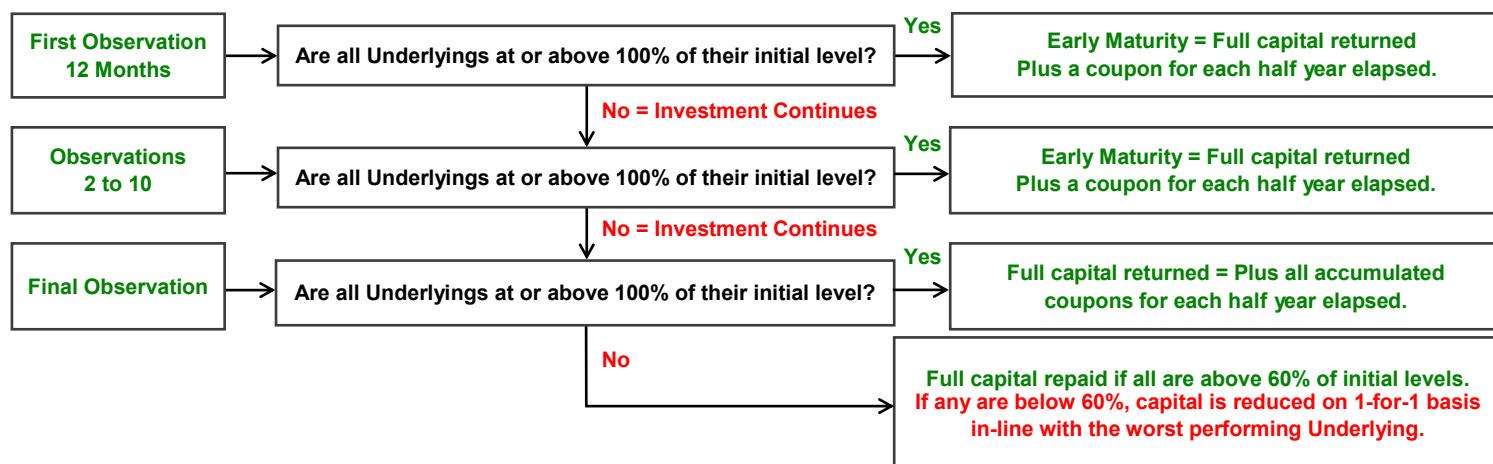 First Observation
12 Months
Are all Underlyings at or above 100% of their initial level?
Yes
Early Maturity = Full capital returned
Plus a coupon for each half year elapsed.
No = Investment Continues
Observations
2 to 10
Are all Underlyings at or above 100% of their initial level?
Yes
Early Maturity = Full capital returned
Plus a coupon for each half year elapsed.
No = Investment Continues
Final Observation
Are all Underlyings at or above 100% of their initial level?
Yes
Full capital returned = Plus all accumulated
coupons for each half year elapsed.
No
Full capital repaid if all are above 60% of initial levels.
If any are below 60%, capital is reduced on 1-for-1 basis
in-line with the worst performing Underlying.